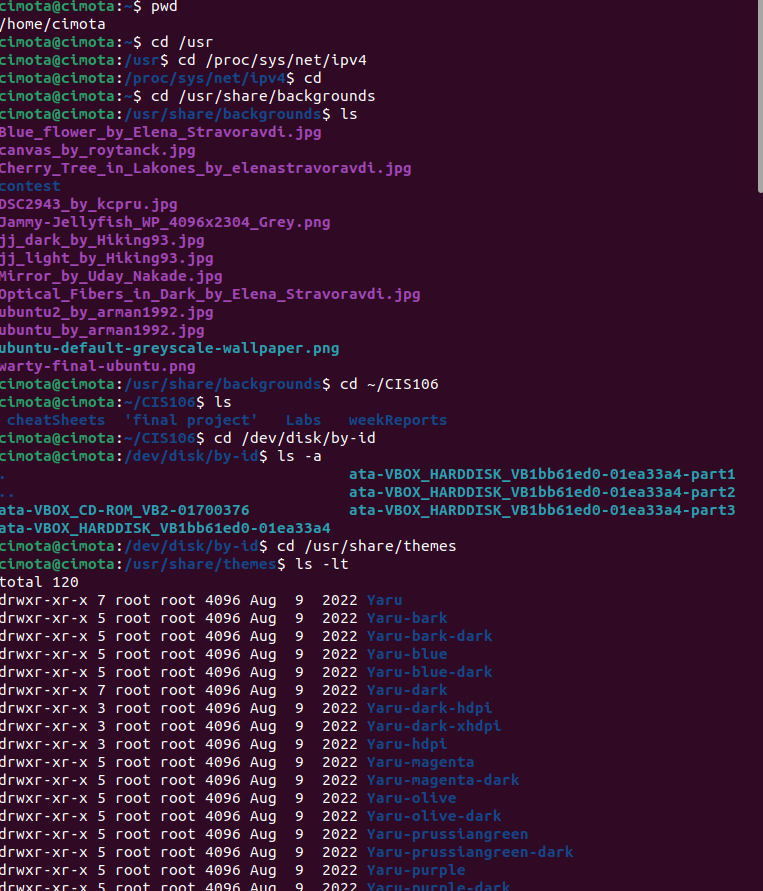 cimota@cimota:~$ pwd
/home/cimota
cimota@cimota:~$ cd /usr
cimota@cimota:/usr$ cd /proc/sys/net/ipv4
cimota@cimota:/proc/sys/net/ipv4$ cd
cimota@cimota:~$ cd /usr/share/backgrounds
cimota@cimota:/usr/share/backgrounds$ ls
Blue_flower_by_Elena_Stravoravdi.jpg
canvas_by_roytanck.jpg
Cherry_Tree_in_Lakones_by_elenastravoravdi.jpg
contest
DSC2943_by_kcpru.jpg
Jammy-Jellyfish_WP_4096x2304_Grey.png
jj_dark_by_Hiking93.jpg
jj_light_by_Hiking93.jpg
Mirror_by_Uday_Nakade.jpg
Optical_Fibers_in_Dark_by_Elena_Stravoravdi.jpg
ubuntu2_by_arman1992.jpg
ubuntu_by_arman1992.jpg
ubuntu-default-greyscale-wallpaper.png
warty-final-ubuntu.png
cimota@cimota:/usr/share/backgrounds$ cd ~/CIS106
cimota@cimota:~/CIS106$ ls
cheatSheets 'final project' Labs weekReports
cimota@cimota:~/CIS106$ cd /dev/disk/by-id
cimota@cimota:/dev/disk/by-id$ ls -a
. ata-VBOX_HARDDISK_VB1bb61ed0-01ea33a4-part1
.. ata-VBOX_HARDDISK_VB1bb61ed0-01ea33a4-part2
ata-VBOX_CD-ROM_VB2-01700376 ata-VBOX_HARDDISK_VB1bb61ed0-01ea33a4-part3
ata-VBOX_HARDDISK_VB1bb61ed0-01ea33a4
cimota@cimota:/dev/disk/by-id$ cd /usr/share/themes
cimota@cimota:/usr/share/themes$ ls -lt
total 120
drwxr-xr-x 7 root root 4096 Aug  9  2022 Yaru
drwxr-xr-x 5 root root 4096 Aug  9  2022 Yaru-bark
drwxr-xr-x 5 root root 4096 Aug  9  2022 Yaru-bark-dark
drwxr-xr-x 5 root root 4096 Aug  9  2022 Yaru-blue
drwxr-xr-x 5 root root 4096 Aug  9  2022 Yaru-blue-dark
drwxr-xr-x 7 root root 4096 Aug  9  2022 Yaru-dark
drwxr-xr-x 3 root root 4096 Aug  9  2022 Yaru-dark-hdpi
drwxr-xr-x 3 root root 4096 Aug  9  2022 Yaru-dark-xhdpi
drwxr-xr-x 3 root root 4096 Aug  9  2022 Yaru-hdpi
drwxr-xr-x 5 root root 4096 Aug  9  2022 Yaru-magenta
drwxr-xr-x 5 root root 4096 Aug  9  2022 Yaru-magenta-dark
drwxr-xr-x 5 root root 4096 Aug  9  2022 Yaru-olive
drwxr-xr-x 5 root root 4096 Aug  9  2022 Yaru-olive-dark
drwxr-xr-x 5 root root 4096 Aug  9  2022 Yaru-prussiangreen
drwxr-xr-x 5 root root 4096 Aug  9  2022 Yaru-prussiangreen-dark
drwxr-xr-x 5 root root 4096 Aug  9  2022 Yaru-purple
drwxr-xr-x 5 root root 4096 Aug  9  2022 Yaru-purple-dark